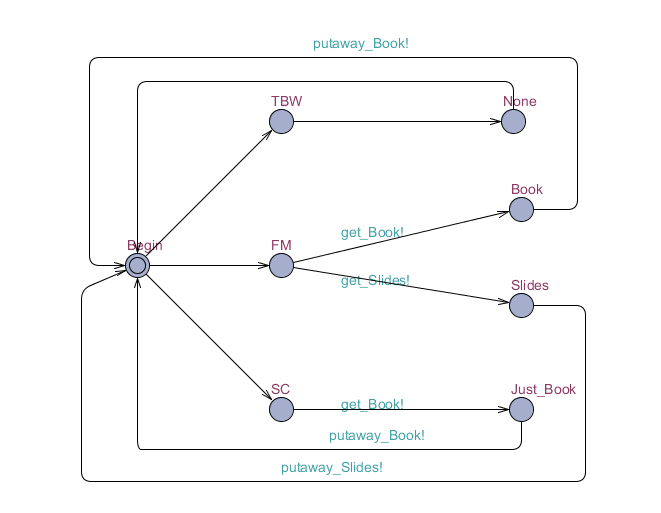 putaway_Book!
TBW
None
Book
get_Book!
Begin
FM
get_Slides!
Slides
SC
Just_Book
get_Book!
putaway_Book!
putaway_Slides!